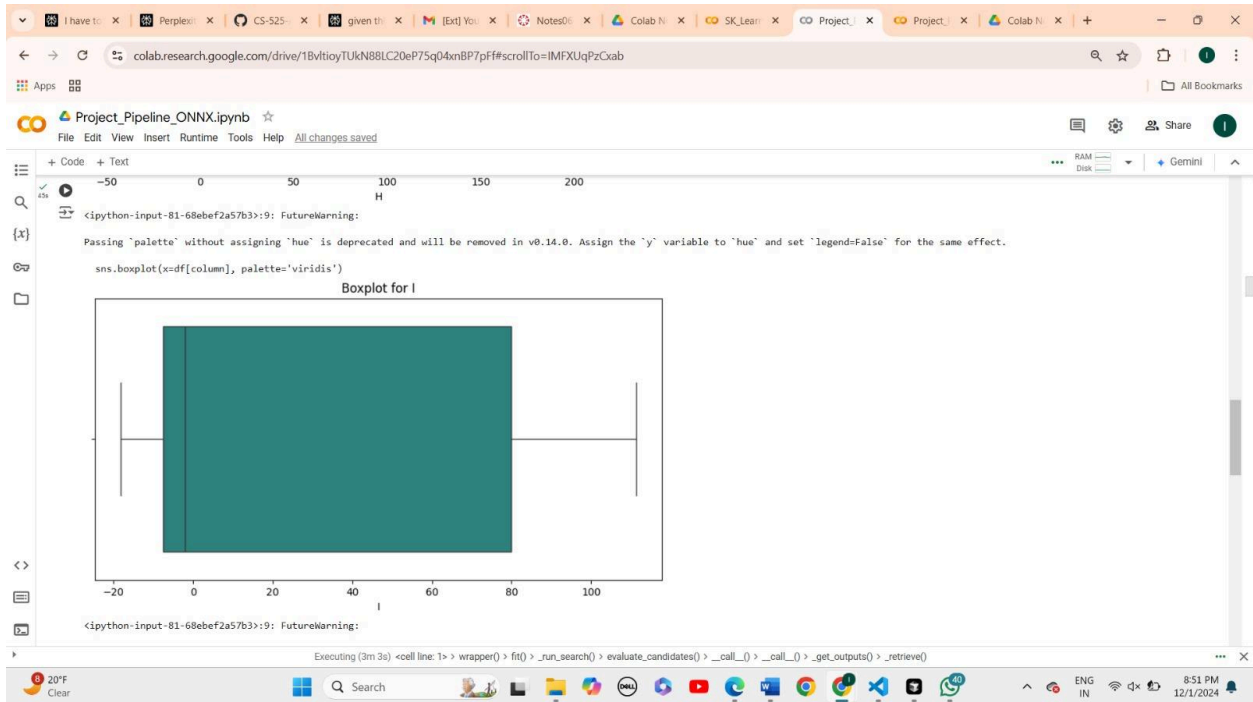 I have to
Perplexi
CS-525-
given th
[Ext] You
Notes06
Colab N
SK_Lear
Project_
Project_
Colab N
colab.research.google.com/drive/1BvltioyTUkN88LC20eP75q04xnBP7pFf#scrollTo=IMFXUqPzCxab
Apps
All Bookmarks
CO Project_Pipeline_ONNX.ipynb
File Edit View Insert Runtime Tools Help All changes saved
Share
I
+ Code + Text
RAM
Disk
Gemini
45s
{x}
−50 0 50 100 150 200
H
<ipython-input-81-68ebef2a57b3>:9: FutureWarning:
Passing `palette` without assigning `hue` is deprecated and will be removed in v0.14.0. Assign the `y` variable to `hue` and set `legend=False` for the same effect.
sns.boxplot(x=df[column], palette='viridis')
Boxplot for I
−20 0 20 40 60 80 100
I
<ipython-input-81-68ebef2a57b3>:9: FutureWarning:
Executing (3m 3s) <cell line: 1> > wrapper() > fit() > _run_search() > evaluate_candidates() > __call__() > __call__() > _get_outputs() > _retrieve()
8
20°F
Clear
Search
DELL
40
ENG
IN
8:51 PM
12/1/2024